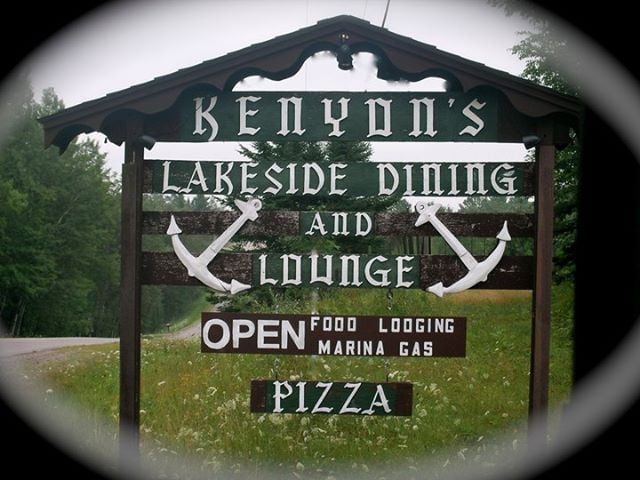 KENYON'S
LAKESIDE DINING
AND
LOUNGE
OPEN FOOD LODGING
MARINA GAS
PIZZA